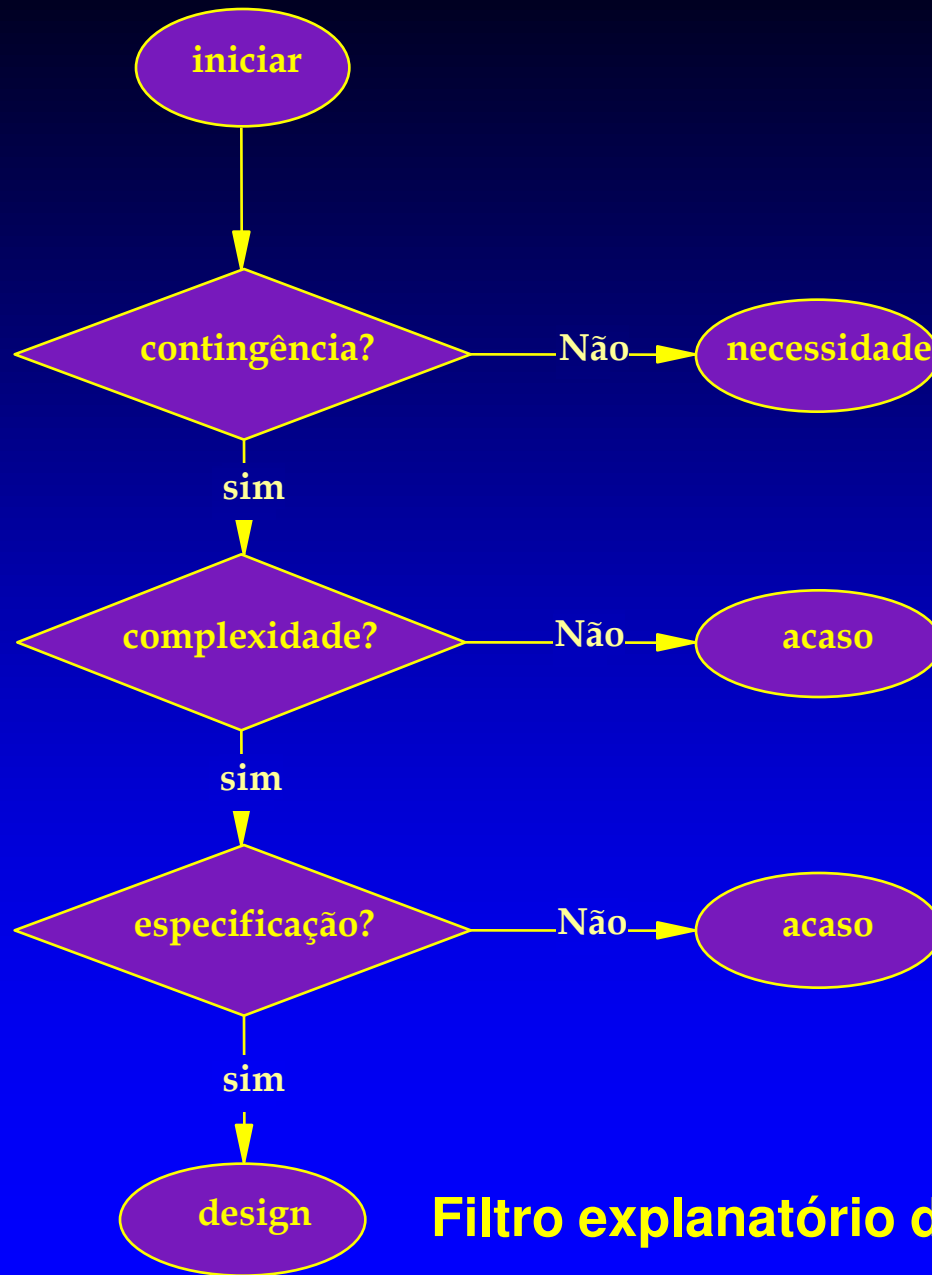 iniciar
contingência? Não necessidade
sim
complexidade? Não acaso
sim
especificação? Não acaso
sim
design
Filtro explanatório